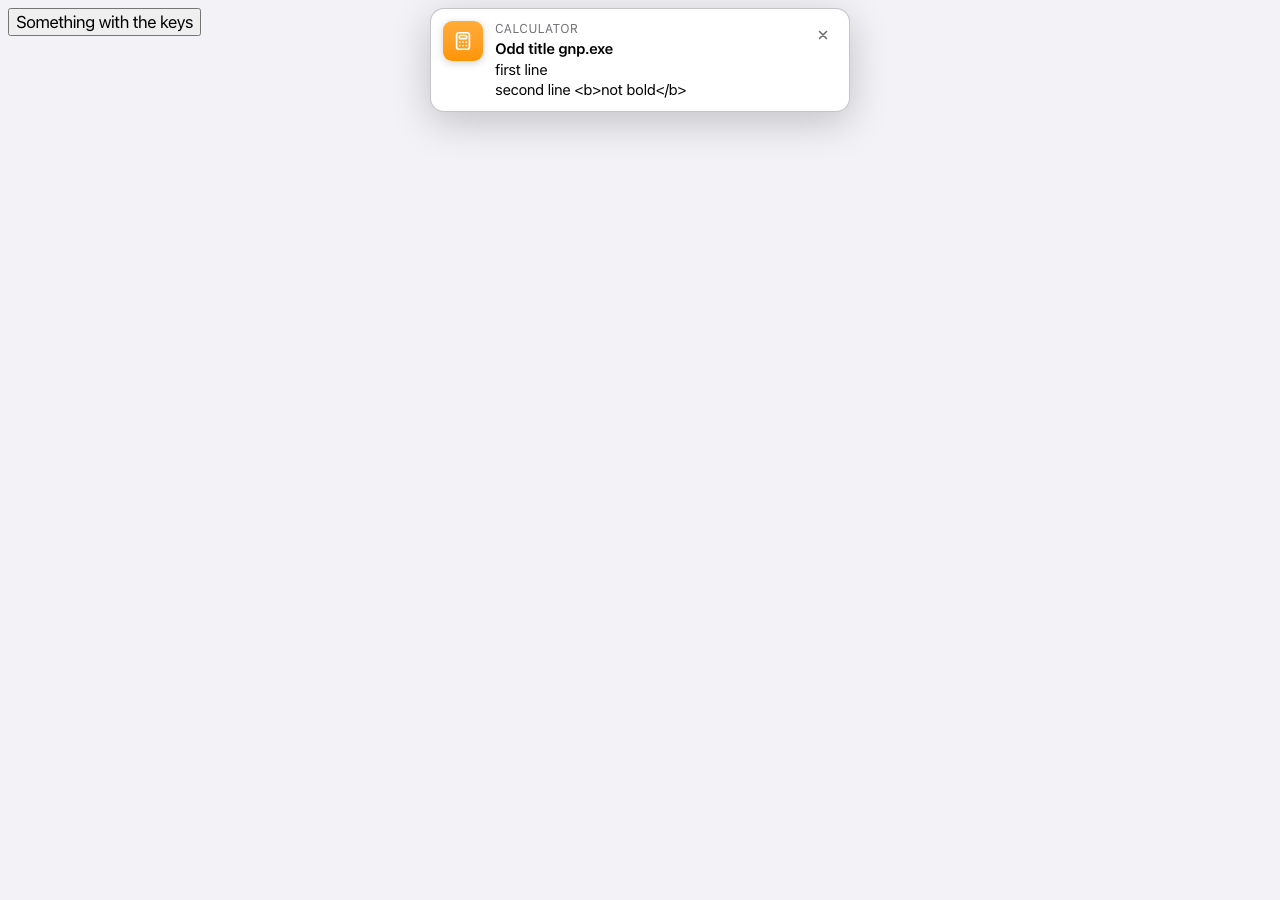 Something with the keys
CALCULATOR
Odd title gnp.exe
first line
second line <b>not bold</b>